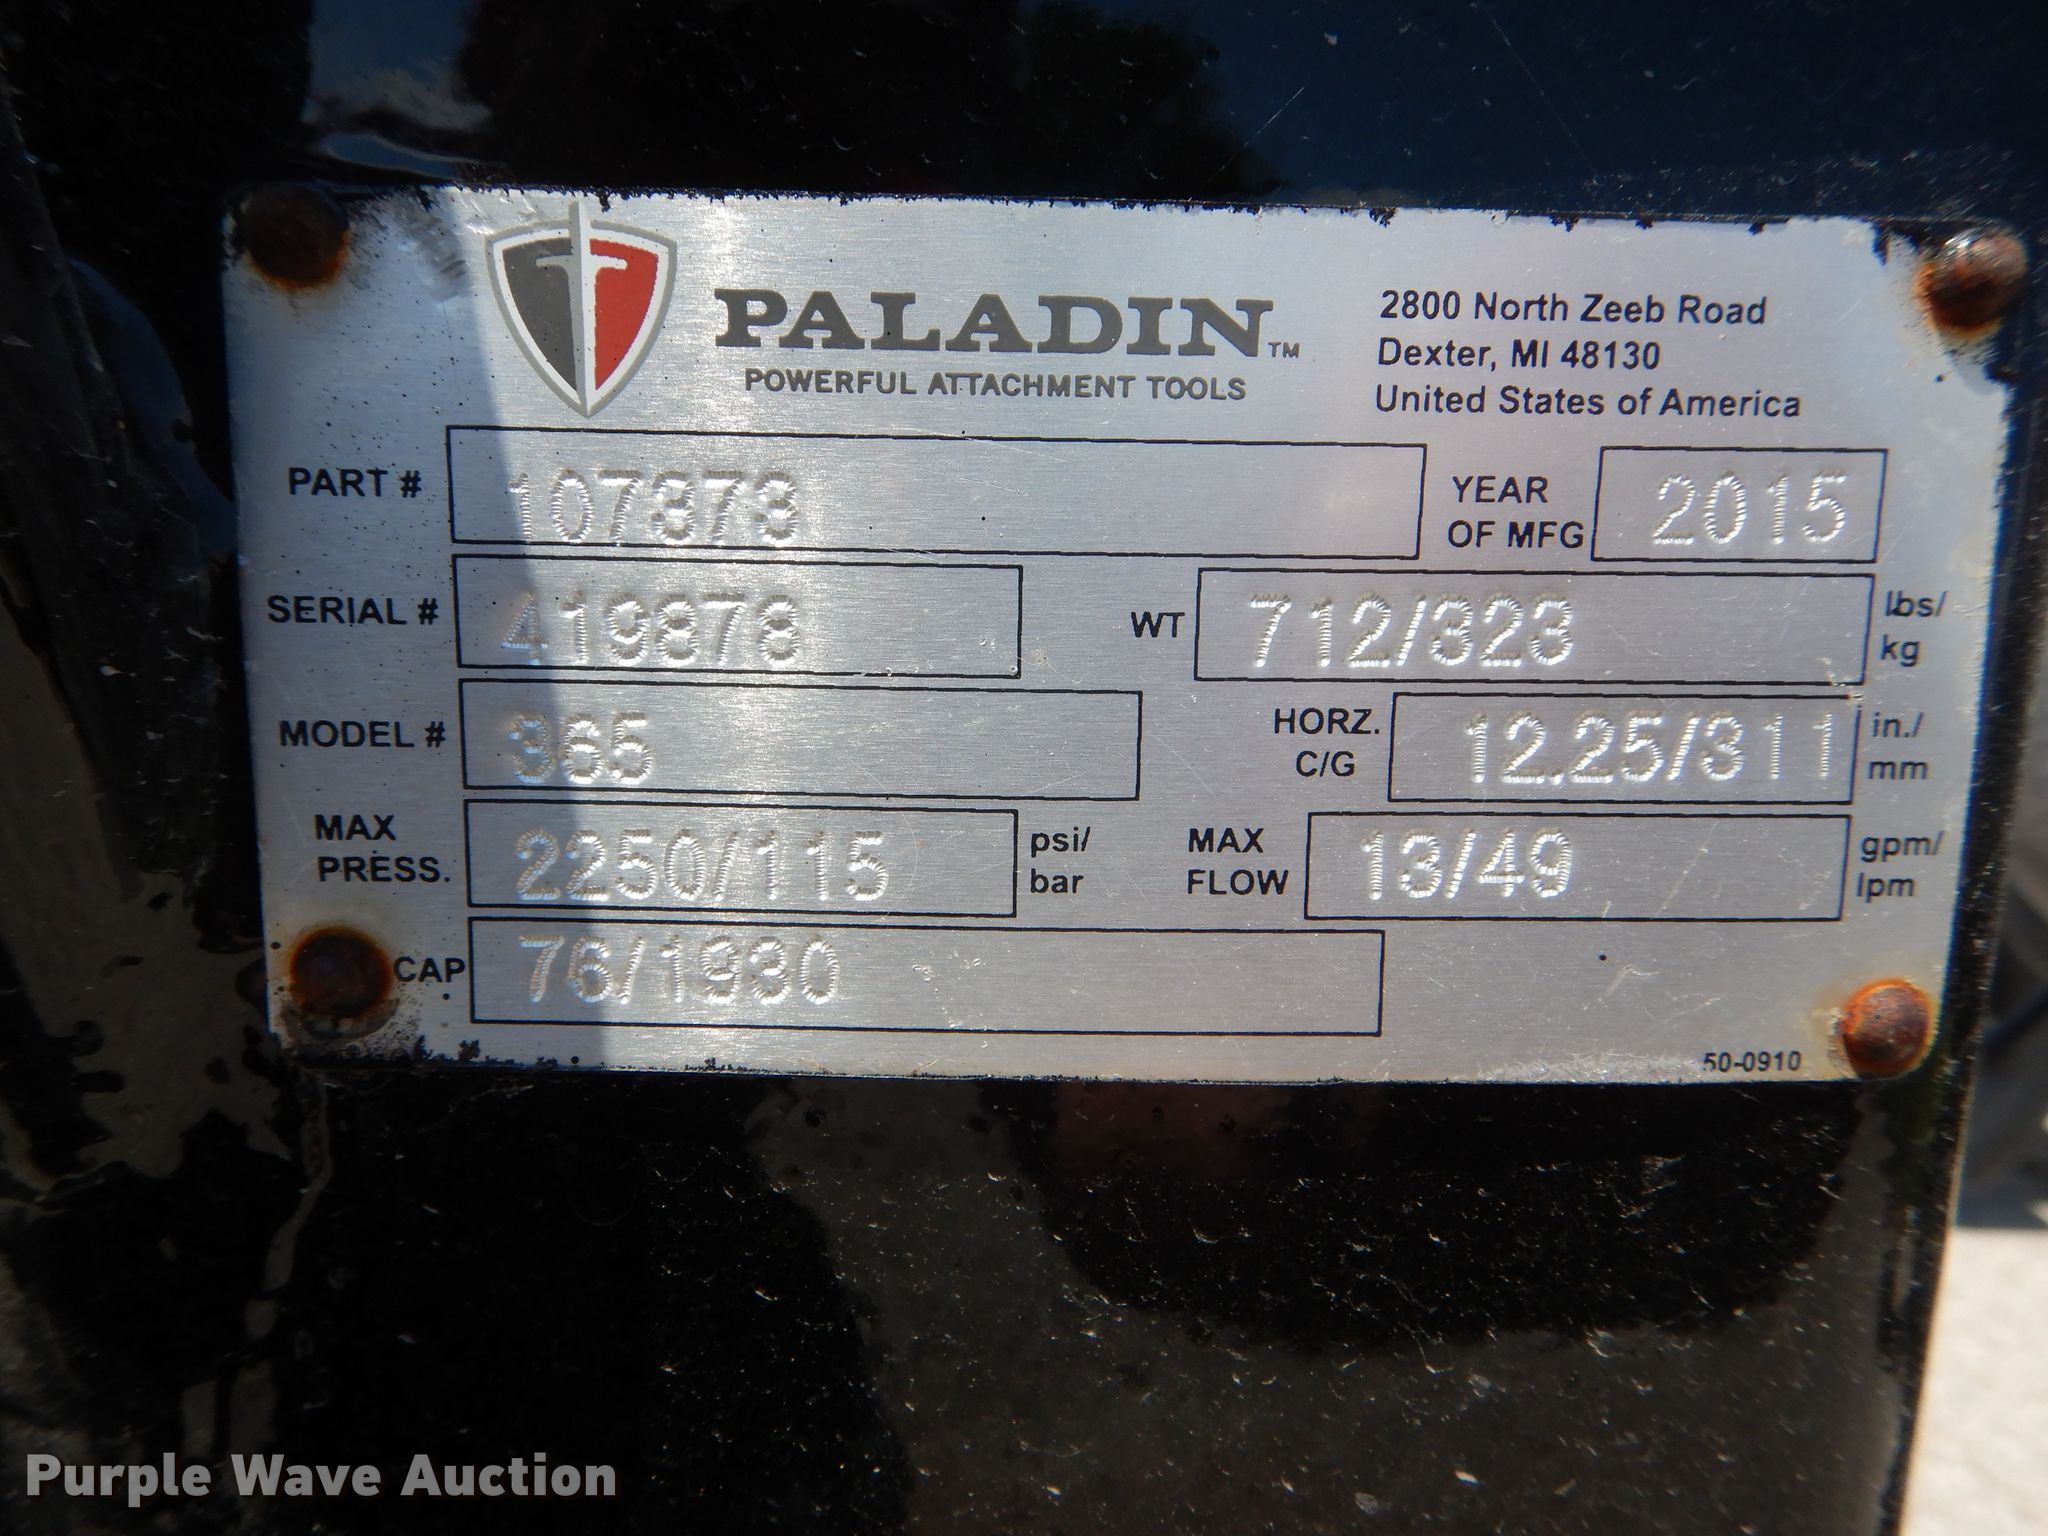 PALADIN™
POWERFUL ATTACHMENT TOOLS
2800 North Zeeb Road
Dexter, MI 48130
United States of America
PART # 107373
YEAR OF MFG 2015
SERIAL # 419878
WT 712/323 lbs/kg
MODEL # 365
HORZ. C/G 12.25/311 in./mm
MAX PRESS. 2250/115 psi/bar
MAX FLOW 13/49 gpm/lpm
CAP 76/1930
50-0910
Purple Wave Auction